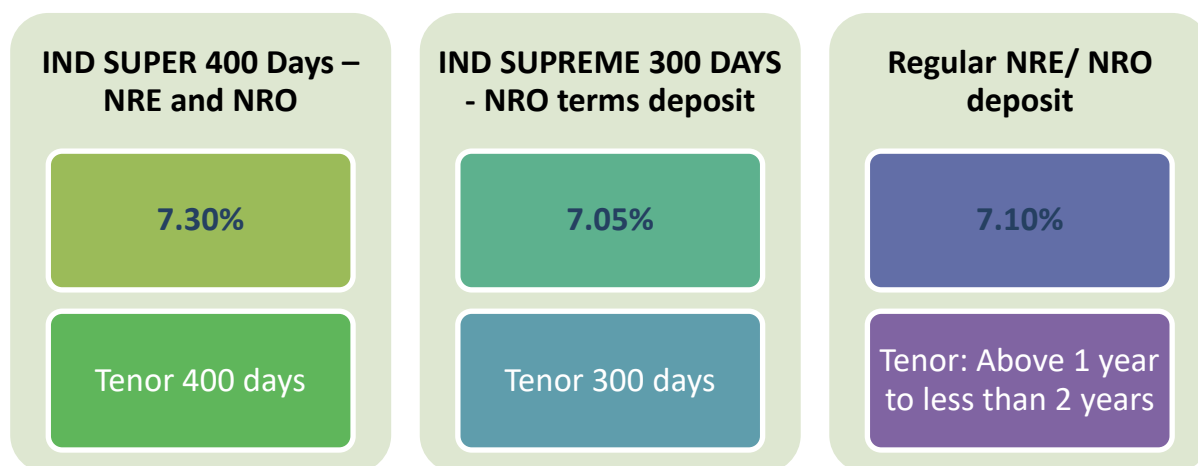 IND SUPER 400 Days –
NRE and NRO
7.30%
Tenor 400 days
IND SUPREME 300 DAYS
- NRO terms deposit
7.05%
Tenor 300 days
Regular NRE/ NRO
deposit
7.10%
Tenor: Above 1 year
to less than 2 years